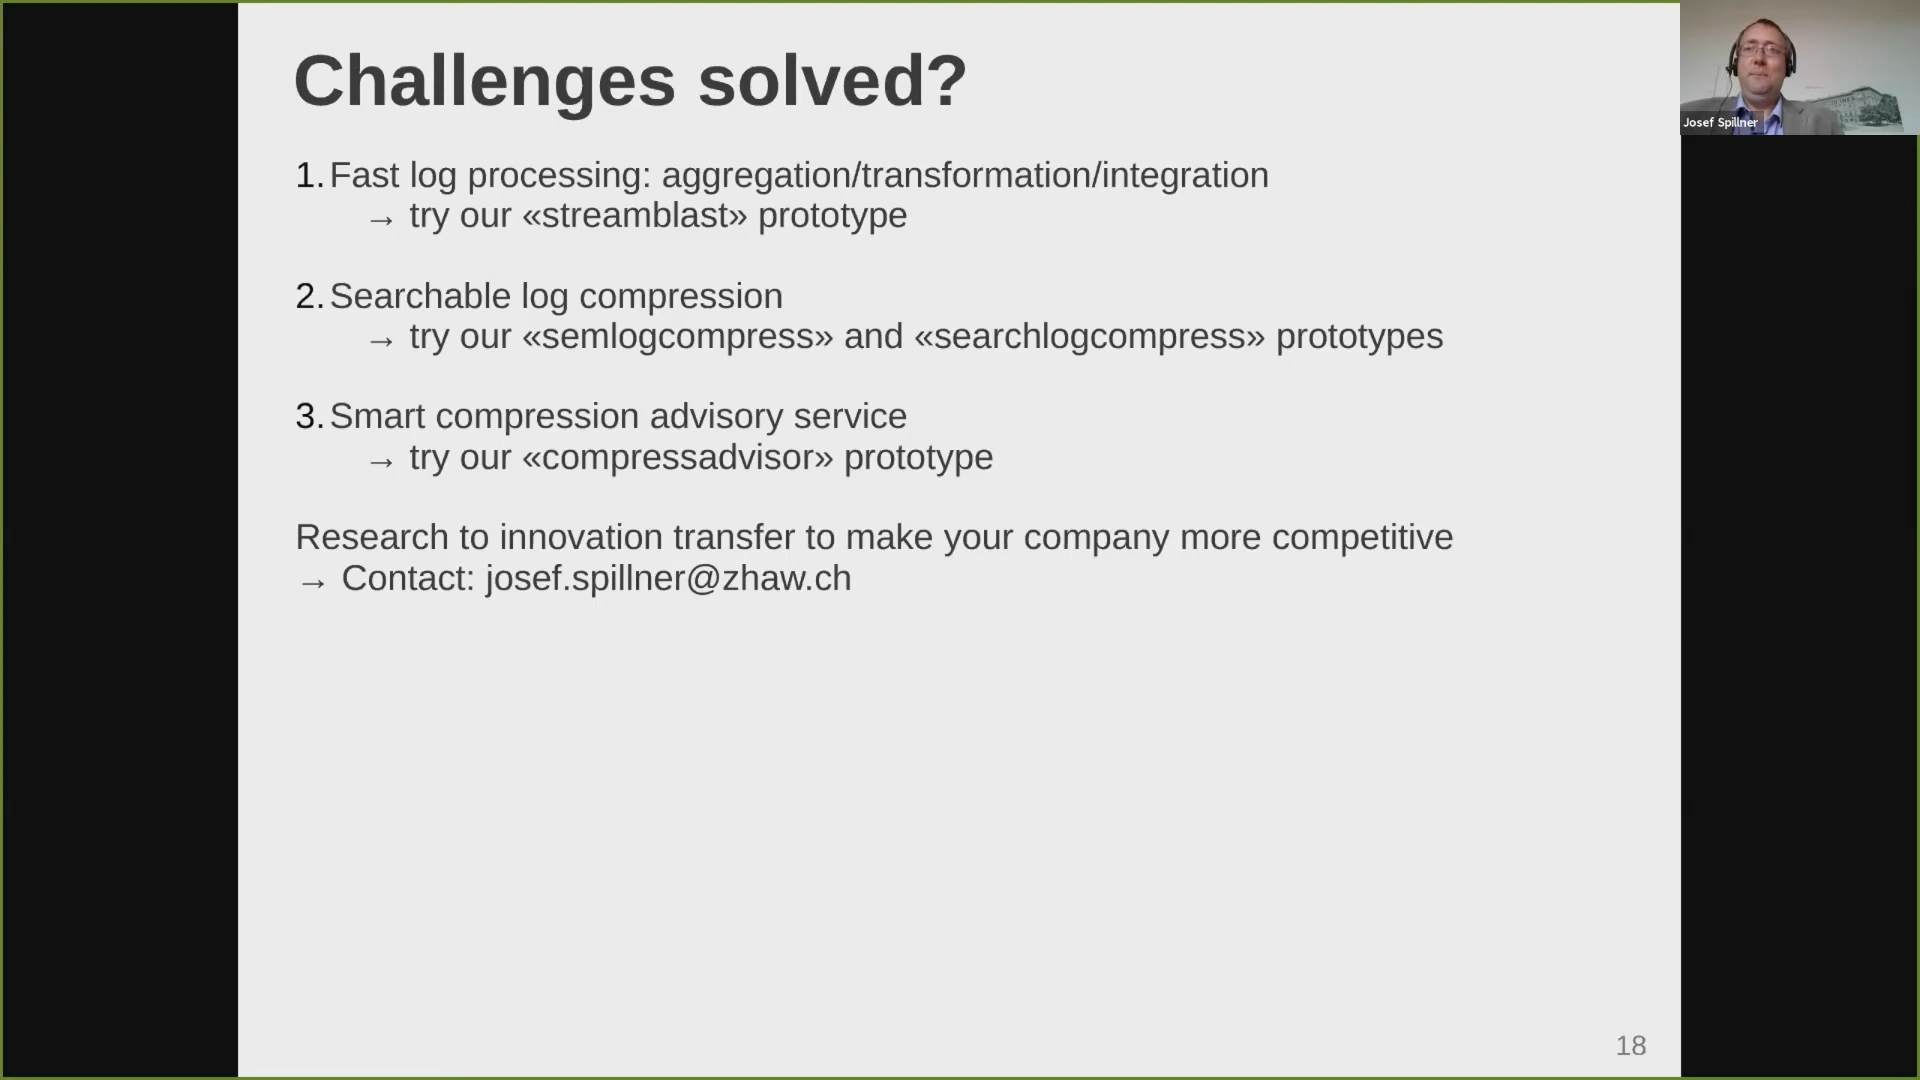 Challenges solved?
Josef Spillner
1. Fast log processing: aggregation/transformation/integration
→ try our «streamblast» prototype
2. Searchable log compression
→ try our «semlogcompress» and «searchlogcompress» prototypes
3. Smart compression advisory service
→ try our «compressadvisor» prototype
Research to innovation transfer to make your company more competitive
→ Contact: josef.spillner@zhaw.ch
18